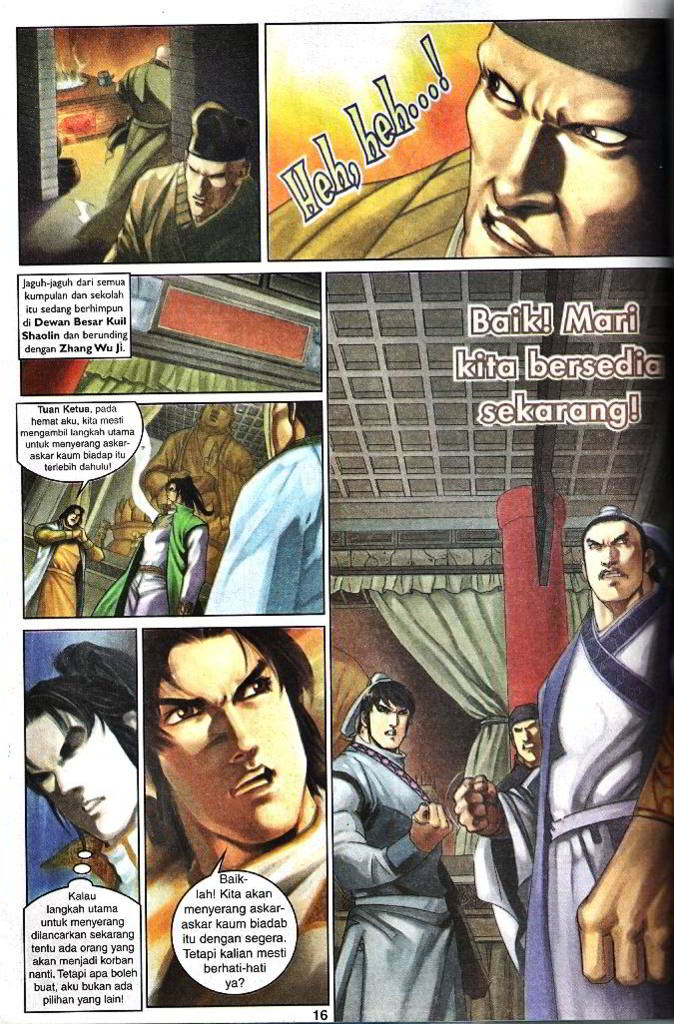 Heh, heh...!
Jaguh-jaguh dari semua
kumpulan dan sekolah
itu sedang berhimpun
di Dewan Besar Kuil
Shaolin dan berunding
dengan Zhang Wu Ji.
Tuan Ketua, pada
hemat aku, kita mesti
mengambil langkah utama
untuk menyerang askar-
askar kaum biadap itu
terlebih dahulu!
Kalau
langkah utama
untuk menyerang
dilancarkan sekarang
tentu ada orang yang
akan menjadi korban
nanti. Tetapi apa boleh
buat, aku bukan ada
pilihan yang lain!
Baik-
lah! Kita akan
menyerang askar-
askar kaum biadab
itu dengan segera.
Tetapi kalian mesti
berhati-hati
ya?
Baik! Mari
kita bersedia
sekarang!
16